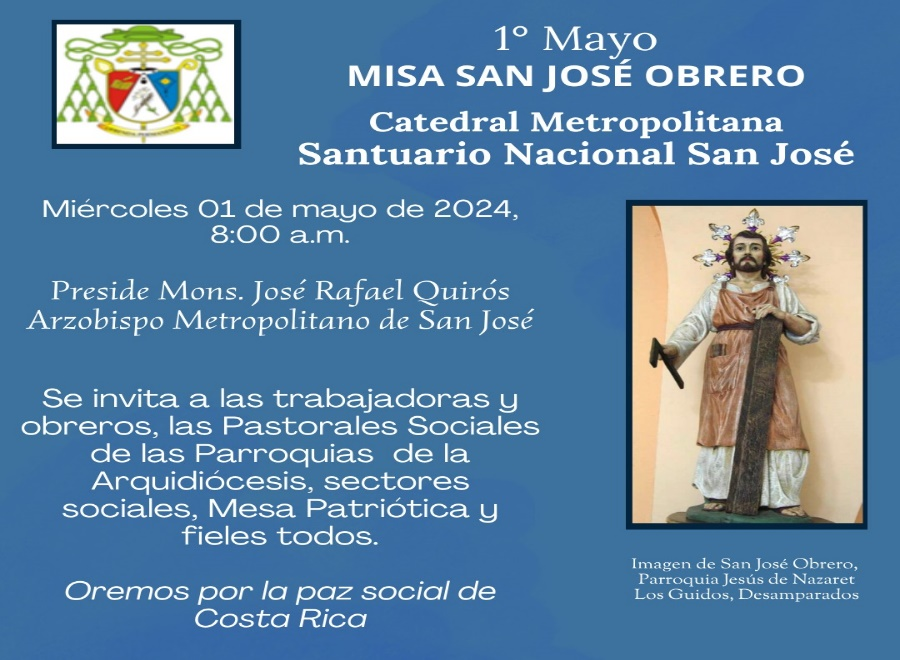 1º Mayo
MISA SAN JOSÉ OBRERO
Catedral Metropolitana
Santuario Nacional San José
Miércoles 01 de mayo de 2024,
8:00 a.m.
Preside Mons. José Rafael Quirós
Arzobispo Metropolitano de San José
Se invita a las trabajadoras y
obreros, las Pastorales Sociales
de las Parroquias de la
Arquidiócesis, sectores
sociales, Mesa Patriótica y
fieles todos.
Oremos por la paz social de
Costa Rica
Imagen de San José Obrero,
Parroquia Jesús de Nazaret
Los Guidos, Desamparados